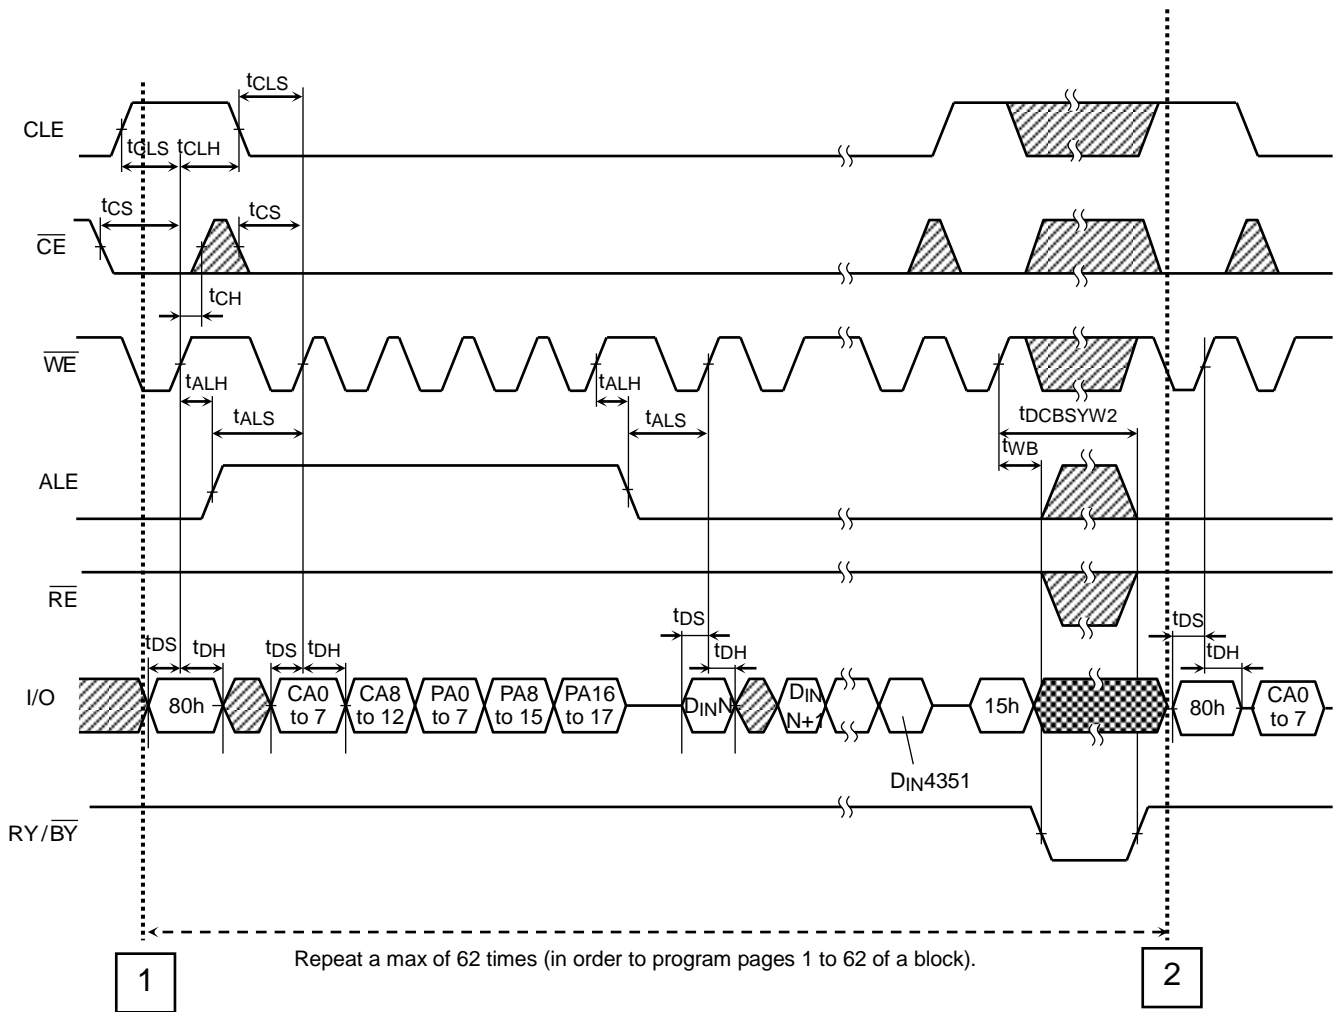 tCLS
CLE
tCLS tCLH
tCS tCS
CE
tCH
WE
tALH tALH
tALS tALS
tDCBSYW2
tWB
ALE
RE
tDS tDH tDS tDH tDS tDH tDS tDH
I/O
80h
CA0 to 7
CA8 to 12
PA0 to 7
PA8 to 15
PA16 to 17
DINN
DIN N+1
15h
80h
CA0 to 7
DIN4351
RY/BY
Repeat a max of 62 times (in order to program pages 1 to 62 of a block).
1
2